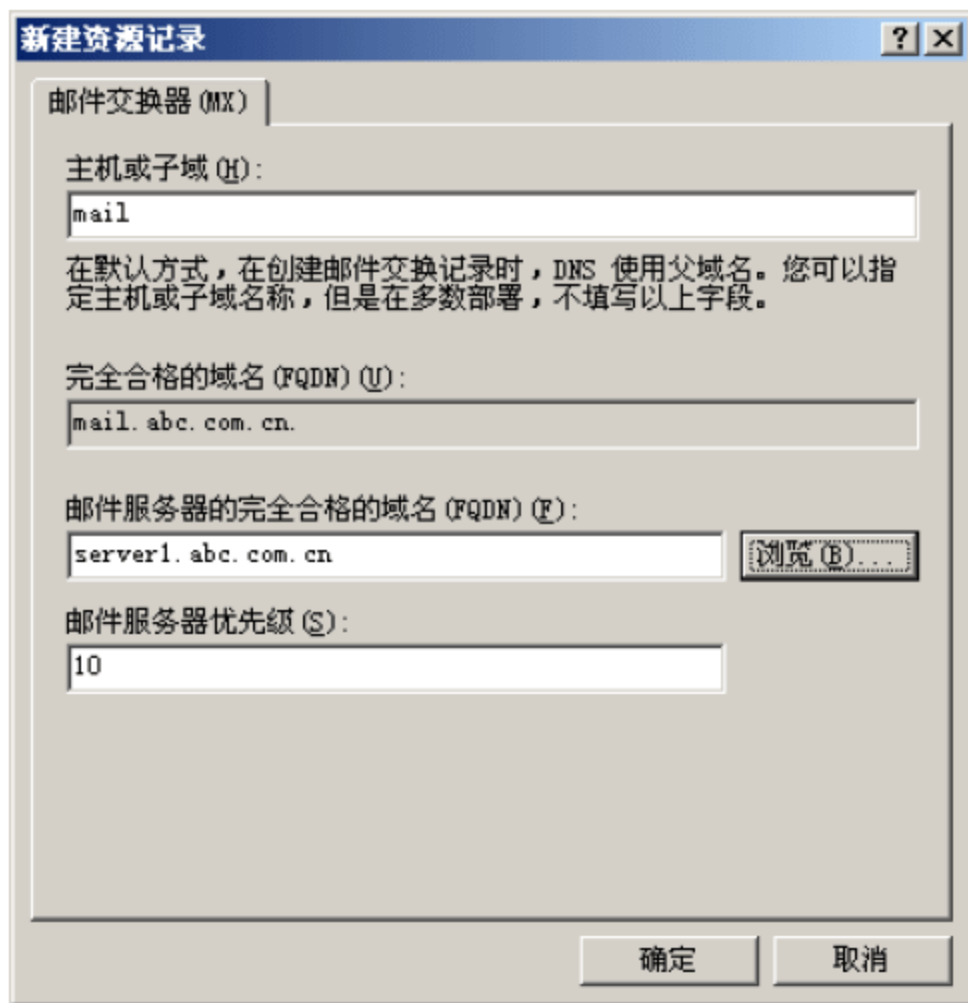 新建资源记录
邮件交换器(MX)
主机或子域(H):
mail
在默认方式，在创建邮件交换记录时，DNS 使用父域名。您可以指
定主机或子域名称，但是在多数部署，不填写以上字段。
完全合格的域名(FQDN)(U):
mail.abc.com.cn.
邮件服务器的完全合格的域名(FQDN)(F):
server1.abc.com.cn
浏览(B)...
邮件服务器优先级(S):
10
确定
取消